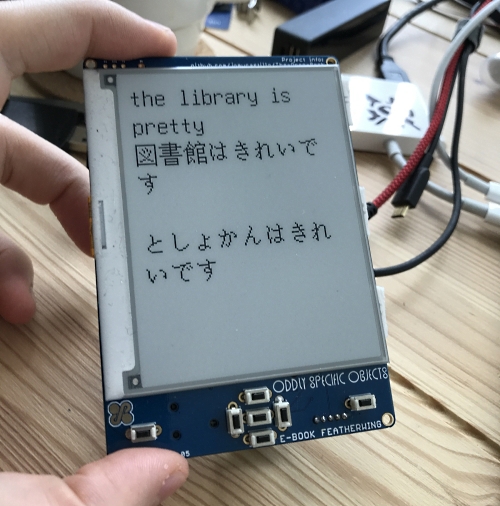 the library is
pretty
図書館はきれいで
す
としょかんはきれ
いです
ODDLY SPECIFIC OBJECTS
E-BOOK FEATHERWING